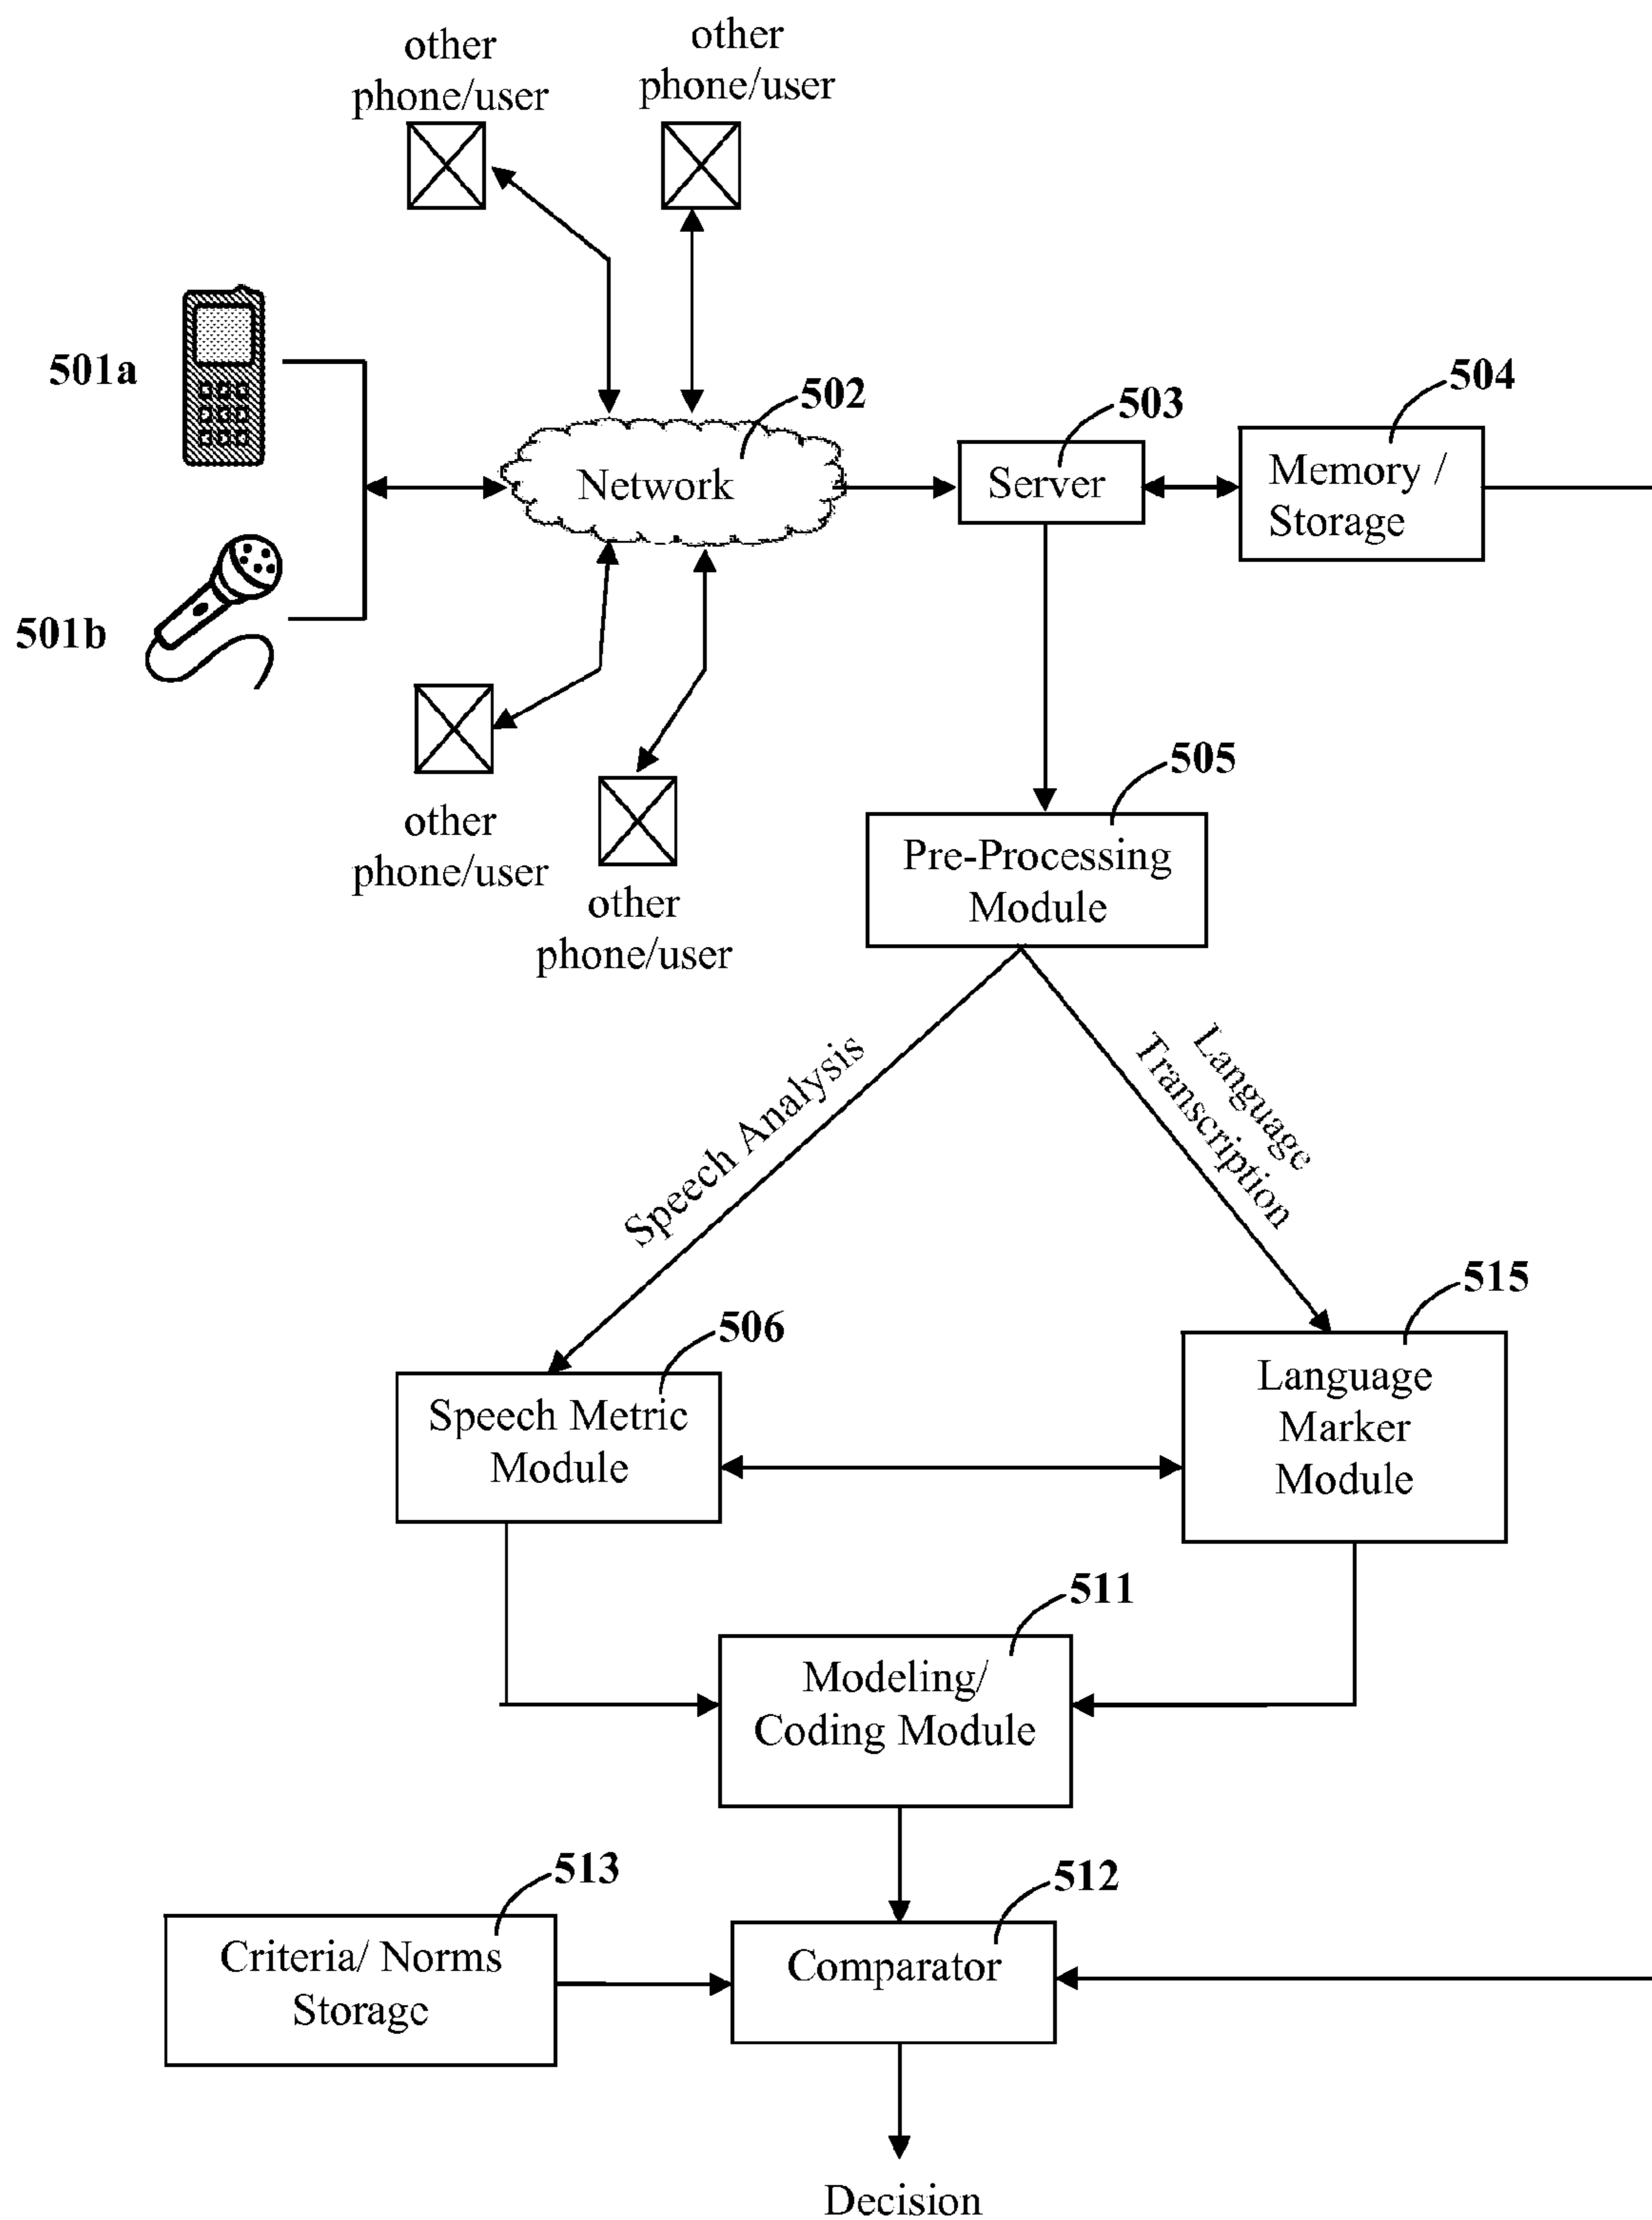 other
phone/user
other
phone/user
501a
501b
502
Network
503
Server
504
Memory /
Storage
other
phone/user
other
phone/user
505
Pre-Processing
Module
Speech Analysis
Language
Transcription
506
Speech Metric
Module
515
Language
Marker
Module
511
Modeling/
Coding Module
513
Criteria/ Norms
Storage
512
Comparator
Decision